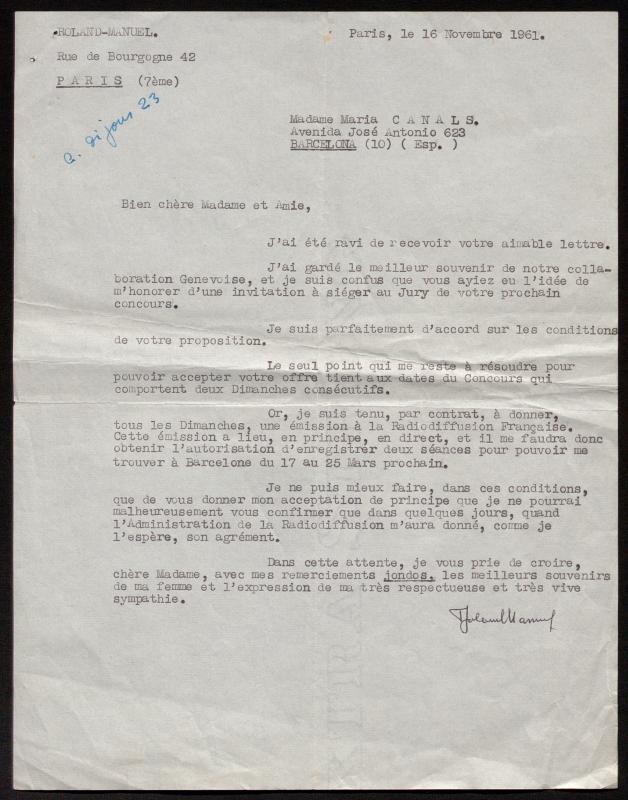 ROLAND-MANUEL.
Paris, le 16 Novembre 1961.
Rue de Bourgogne 42
P A R I S (7ème)
C. dijous 23
Madame Maria C A N A L S.
Avenida José Antonio 623
BARCELONA (10) ( Esp. )
Bien chère Madame et Amie,
J'ai été ravi de recevoir votre aimable lettre.
J'ai gardé le meilleur souvenir de notre colla-
boration Genevoise, et je suis confus que vous ayiez eu l'idée de
m'honorer d'une invitation à siéger au Jury de votre prochain
concours.
Je suis parfaitement d'accord sur les conditions
de votre proposition.
Le seul point qui me reste à résoudre pour
pouvoir accepter votre offre tient aux dates du Concours qui
comportent deux Dimanches consécutifs.
Or, je suis tenu, par contrat, à donner,
tous les Dimanches, une émission à la Radiodiffusion Française.
Cette émission a lieu, en principe, en direct, et il me faudra donc
obtenir l'autorisation d'enregistrer deux séances pour pouvoir me
trouver à Barcelone du 17 au 25 Mars prochain.
Je ne puis mieux faire, dans ces conditions,
que de vous donner mon acceptation de principe que je ne pourrai
malheureusement vous confirmer que dans quelques jours, quand
l'Administration de la Radiodiffusion m'aura donné, comme je
l'espère, son agrément.
Dans cette attente, je vous prie de croire,
chère Madame, avec mes remerciements jondos, les meilleurs souvenirs
de ma femme et l'expression de ma très respectueuse et très vive
sympathie.
Roland Manuel